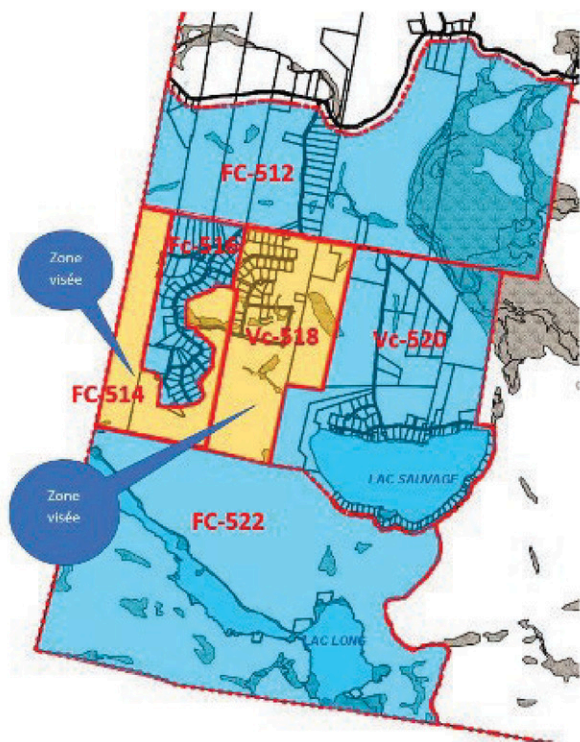 FC-512
Zone
visée
Fc-516
Vc-518
Vc-520
FC-514
LAC SAUVAGE
Zone
visée
FC-522
LAC LONG